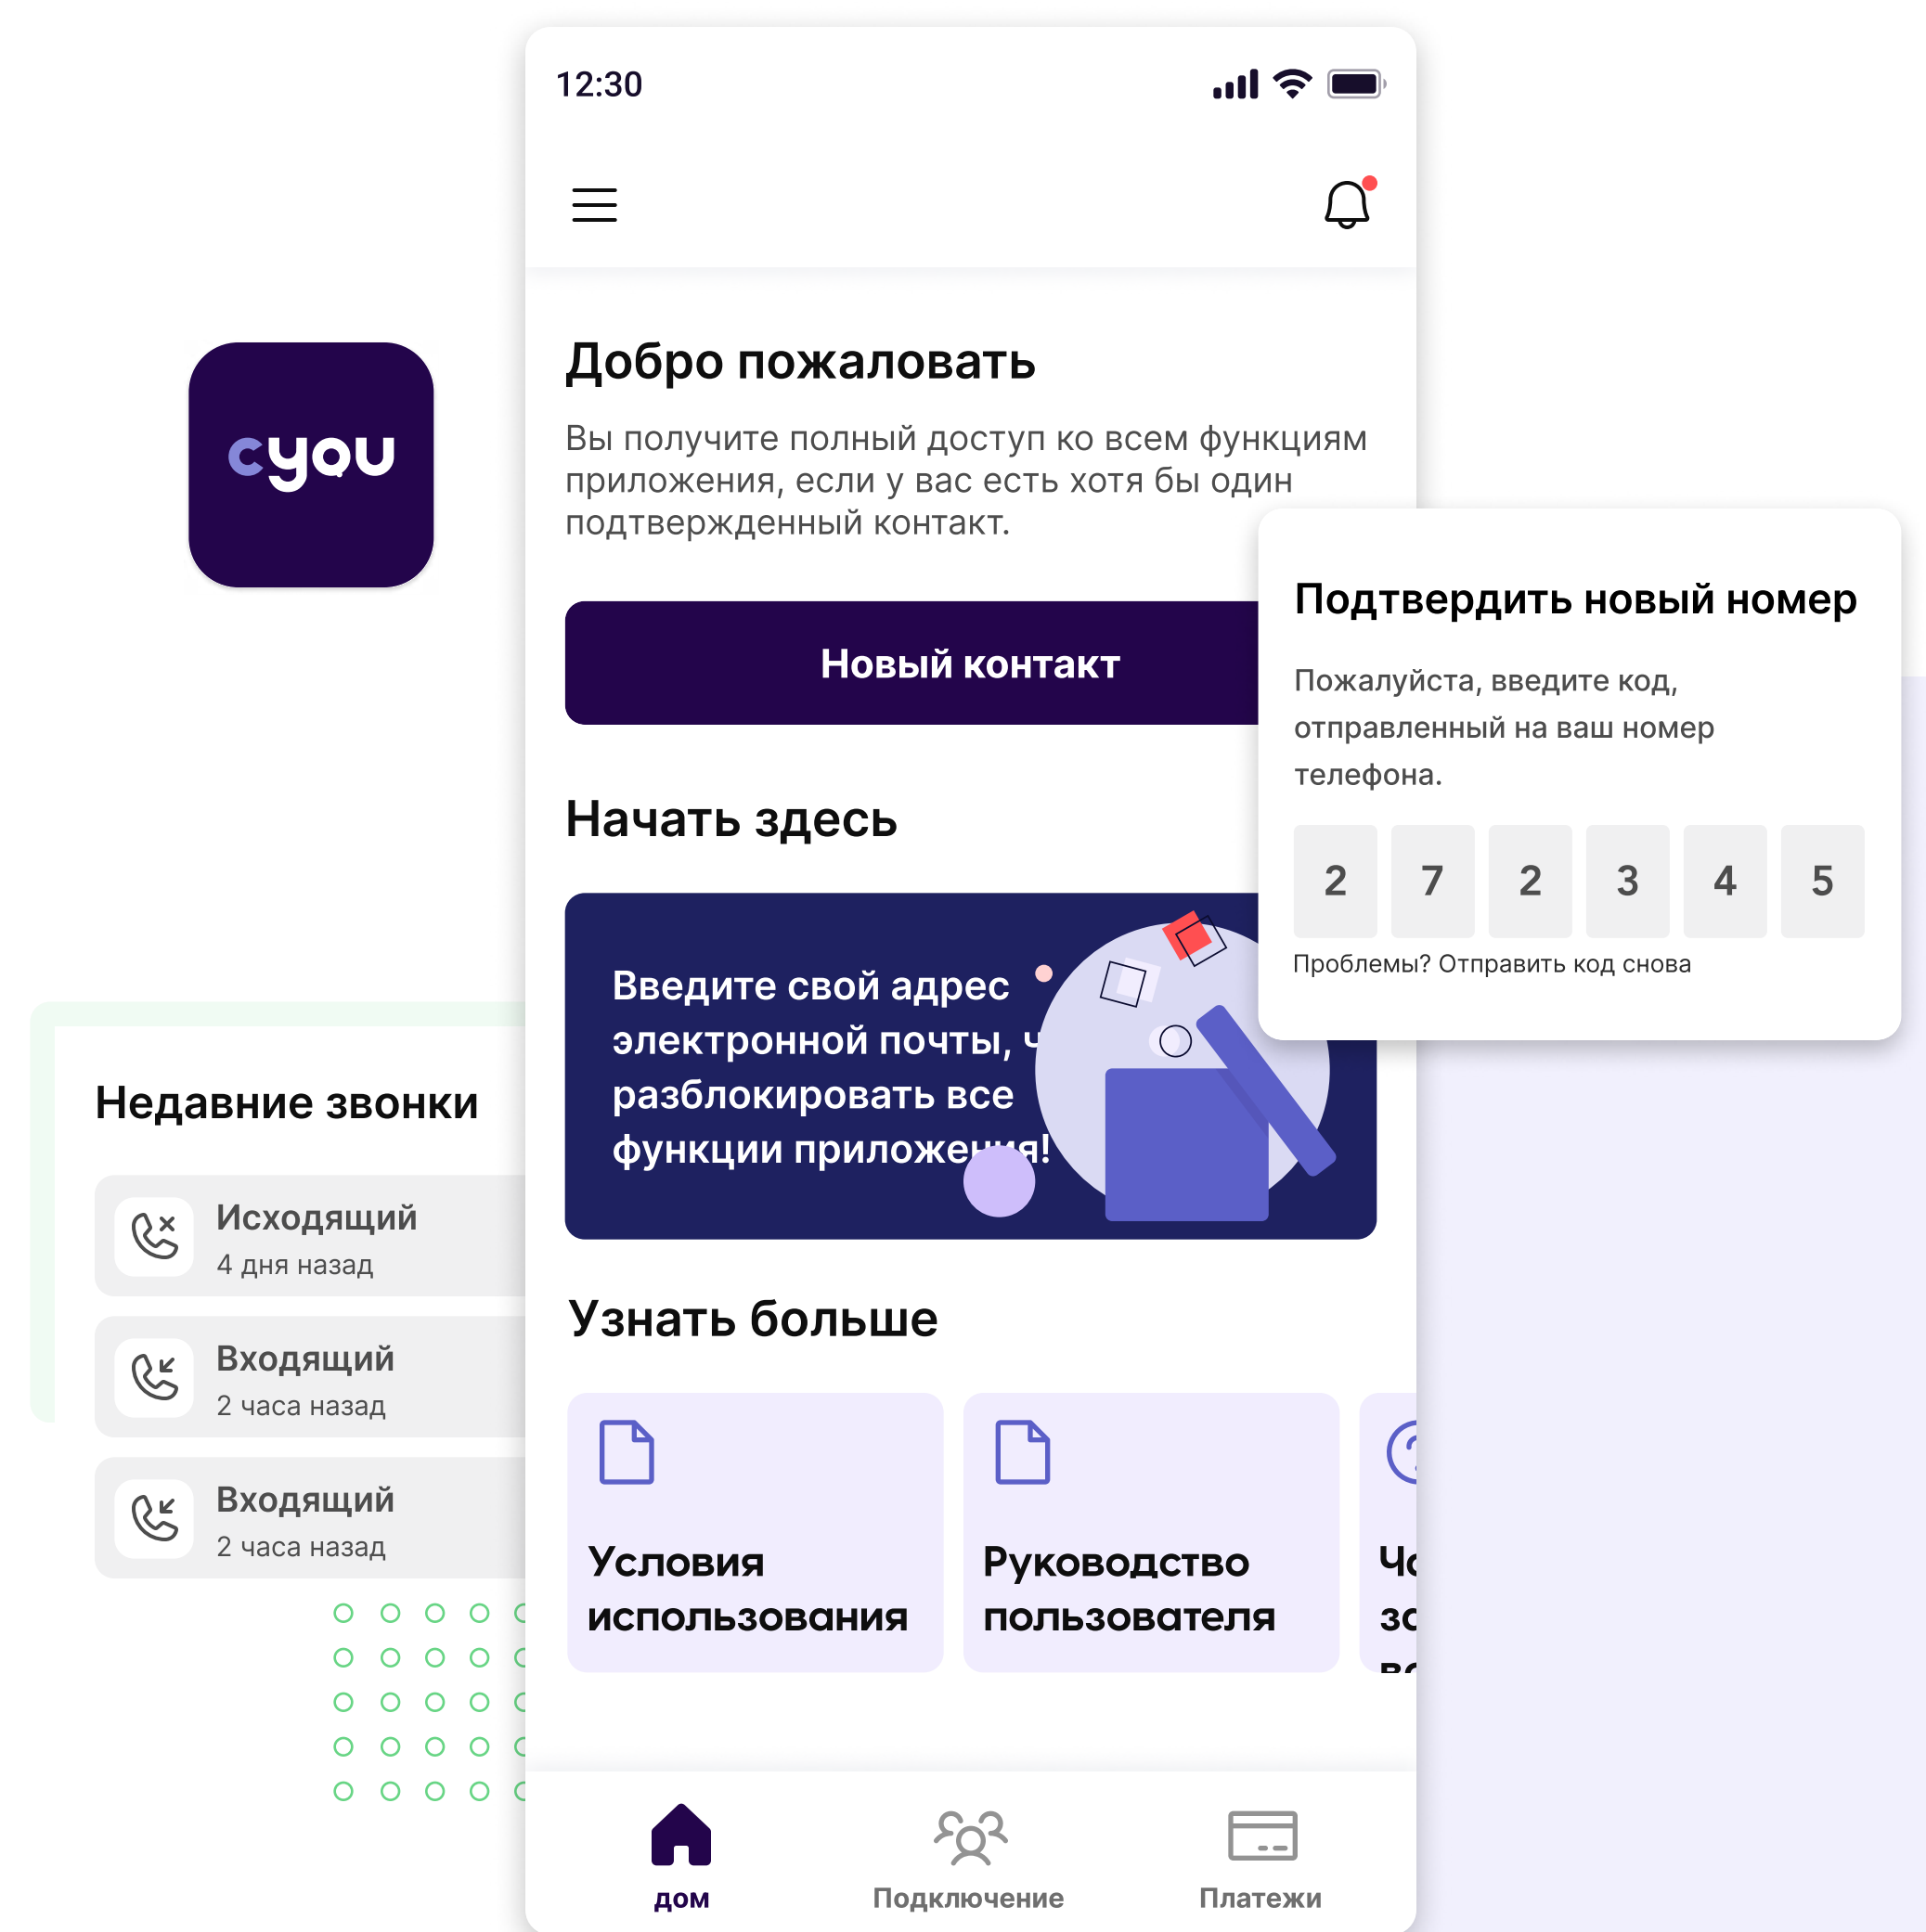 12:30
cyou
Добро пожаловать
Вы получите полный доступ ко всем функциям
приложения, если у вас есть хотя бы один
подтвержденный контакт.
Новый контакт
Подтвердить новый номер
Пожалуйста, введите код,
отправленный на ваш номер
телефона.
2 7 2 3 4 5
Проблемы? Отправить код снова
Начать здесь
Введите свой адрес
электронной почты,
разблокировать все
функции приложения!
Недавние звонки
Исходящий
4 дня назад
Входящий
2 часа назад
Входящий
2 часа назад
Узнать больше
Условия
использования
Руководство
пользователя
дом
Подключение
Платежи